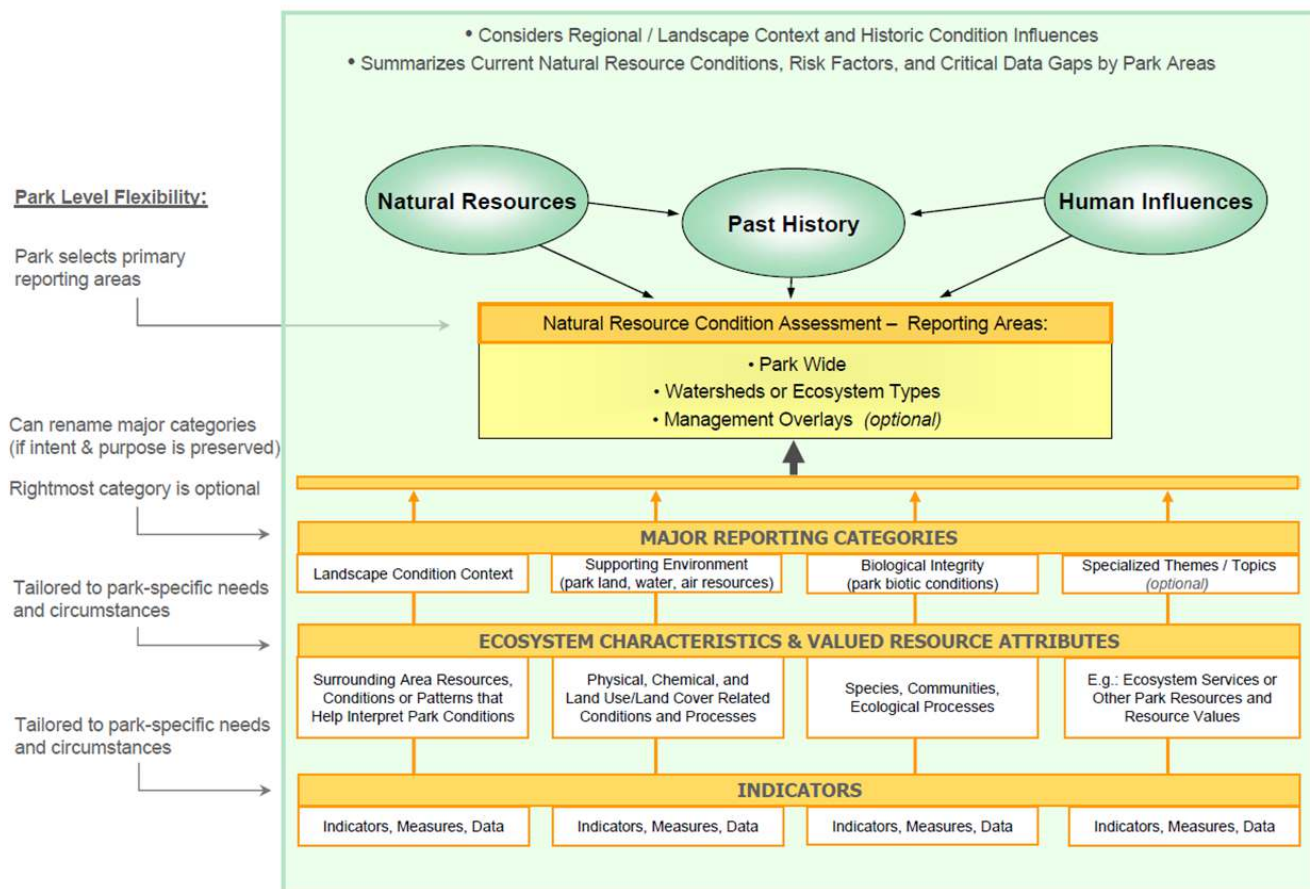 • Considers Regional / Landscape Context and Historic Condition Influences
• Summarizes Current Natural Resource Conditions, Risk Factors, and Critical Data Gaps by Park Areas
Park Level Flexibility:
Natural Resources
Past History
Human Influences
Park selects primary
reporting areas
Natural Resource Condition Assessment – Reporting Areas:
• Park Wide
• Watersheds or Ecosystem Types
• Management Overlays (optional)
Can rename major categories
(if intent & purpose is preserved)
Rightmost category is optional
MAJOR REPORTING CATEGORIES
Landscape Condition Context
Supporting Environment
(park land, water, air resources)
Biological Integrity
(park biotic conditions)
Specialized Themes / Topics
(optional)
Tailored to park-specific needs
and circumstances
ECOSYSTEM CHARACTERISTICS & VALUED RESOURCE ATTRIBUTES
Surrounding Area Resources,
Conditions or Patterns that
Help Interpret Park Conditions
Physical, Chemical, and
Land Use/Land Cover Related
Conditions and Processes
Species, Communities,
Ecological Processes
E.g.: Ecosystem Services or
Other Park Resources and
Resource Values
Tailored to park-specific needs
and circumstances
INDICATORS
Indicators, Measures, Data
Indicators, Measures, Data
Indicators, Measures, Data
Indicators, Measures, Data